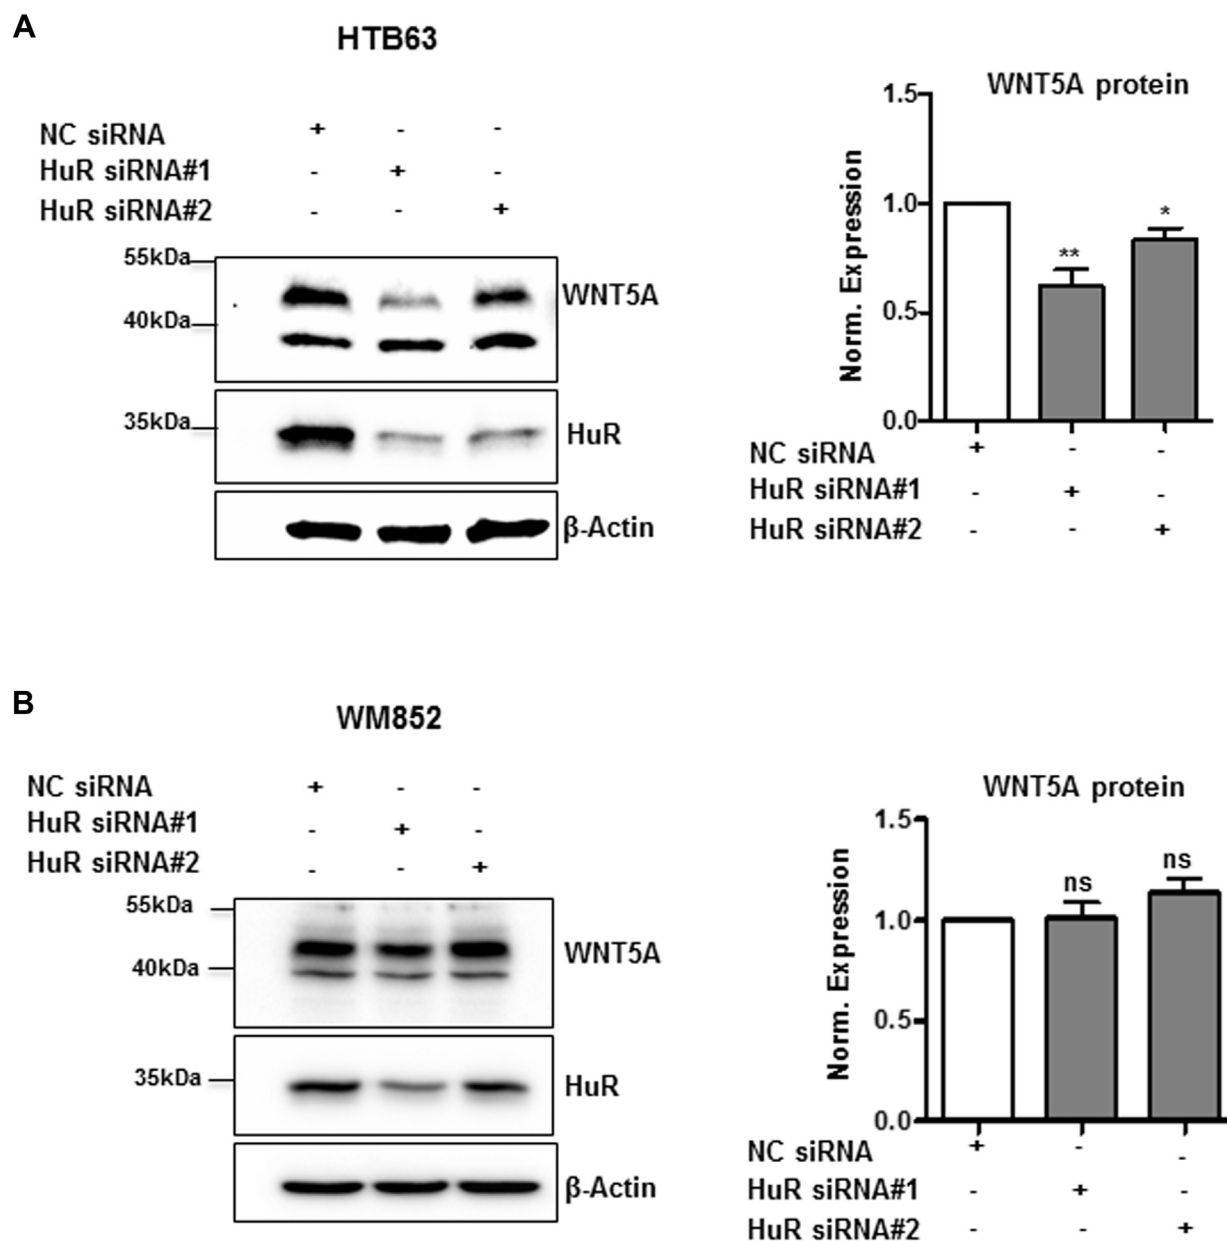 A
HTB63
NC siRNA + - -
HuR siRNA#1 - + -
HuR siRNA#2 - - +
55kDa
WNT5A
40kDa
35kDa
HuR
β-Actin
WNT5A protein
Norm. Expression
1.5
1.0
0.5
0.0
**
*
NC siRNA + - -
HuR siRNA#1 - + -
HuR siRNA#2 - - +
B
WM852
NC siRNA + - -
HuR siRNA#1 - + -
HuR siRNA#2 - - +
55kDa
WNT5A
40kDa
35kDa
HuR
β-Actin
WNT5A protein
Norm. Expression
1.5
1.0
0.5
0.0
ns
ns
NC siRNA + - -
HuR siRNA#1 - + -
HuR siRNA#2 - - +